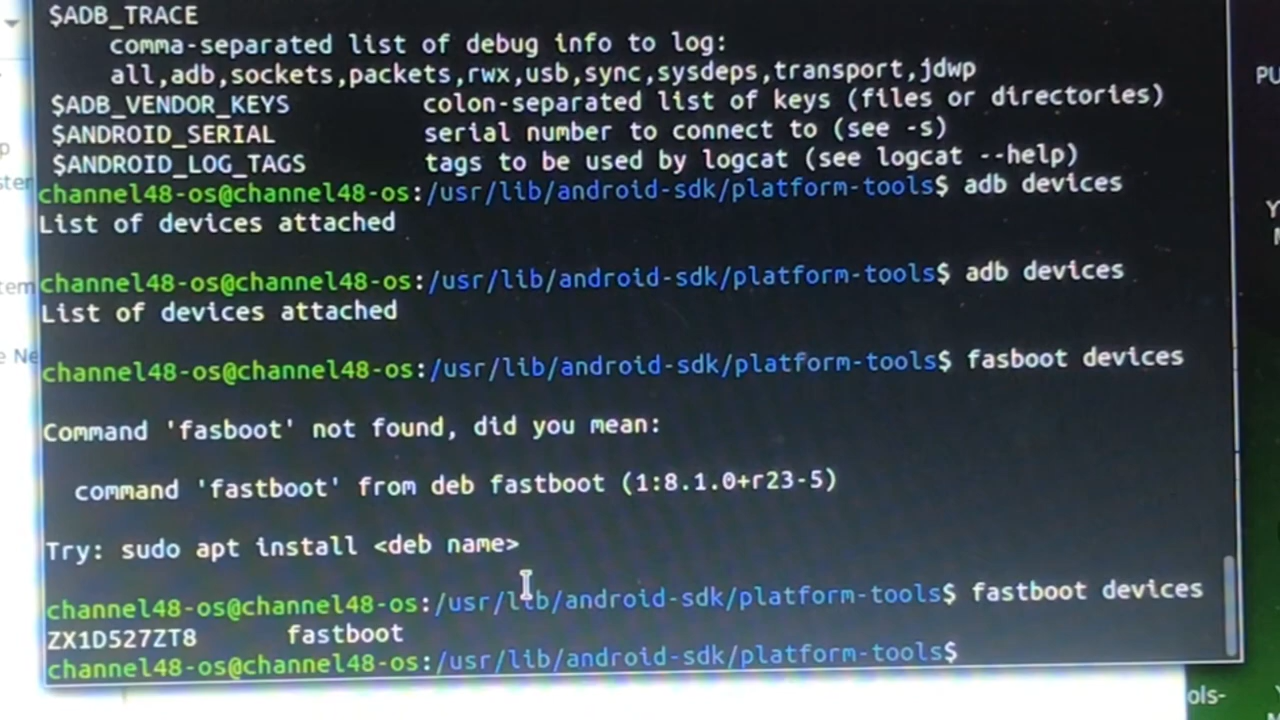 $ADB_TRACE
comma-separated list of debug info to log:
all,adb,sockets,packets,rwx,usb,sync,sysdeps,transport,jdwp
$ADB_VENDOR_KEYS colon-separated list of keys (files or directories)
$ANDROID_SERIAL serial number to connect to (see -s)
$ANDROID_LOG_TAGS tags to be used by logcat (see logcat --help)
channel48-os@channel48-os:/usr/lib/android-sdk/platform-tools$ adb devices
List of devices attached
channel48-os@channel48-os:/usr/lib/android-sdk/platform-tools$ adb devices
List of devices attached
channel48-os@channel48-os:/usr/lib/android-sdk/platform-tools$ fasboot devices
Command 'fasboot' not found, did you mean:
command 'fastboot' from deb fastboot (1:8.1.0+r23-5)
Try: sudo apt install <deb name>
channel48-os@channel48-os:/usr/lib/android-sdk/platform-tools$ fastboot devices
ZX1D527ZT8 fastboot
channel48-os@channel48-os:/usr/lib/android-sdk/platform-tools$
ols-